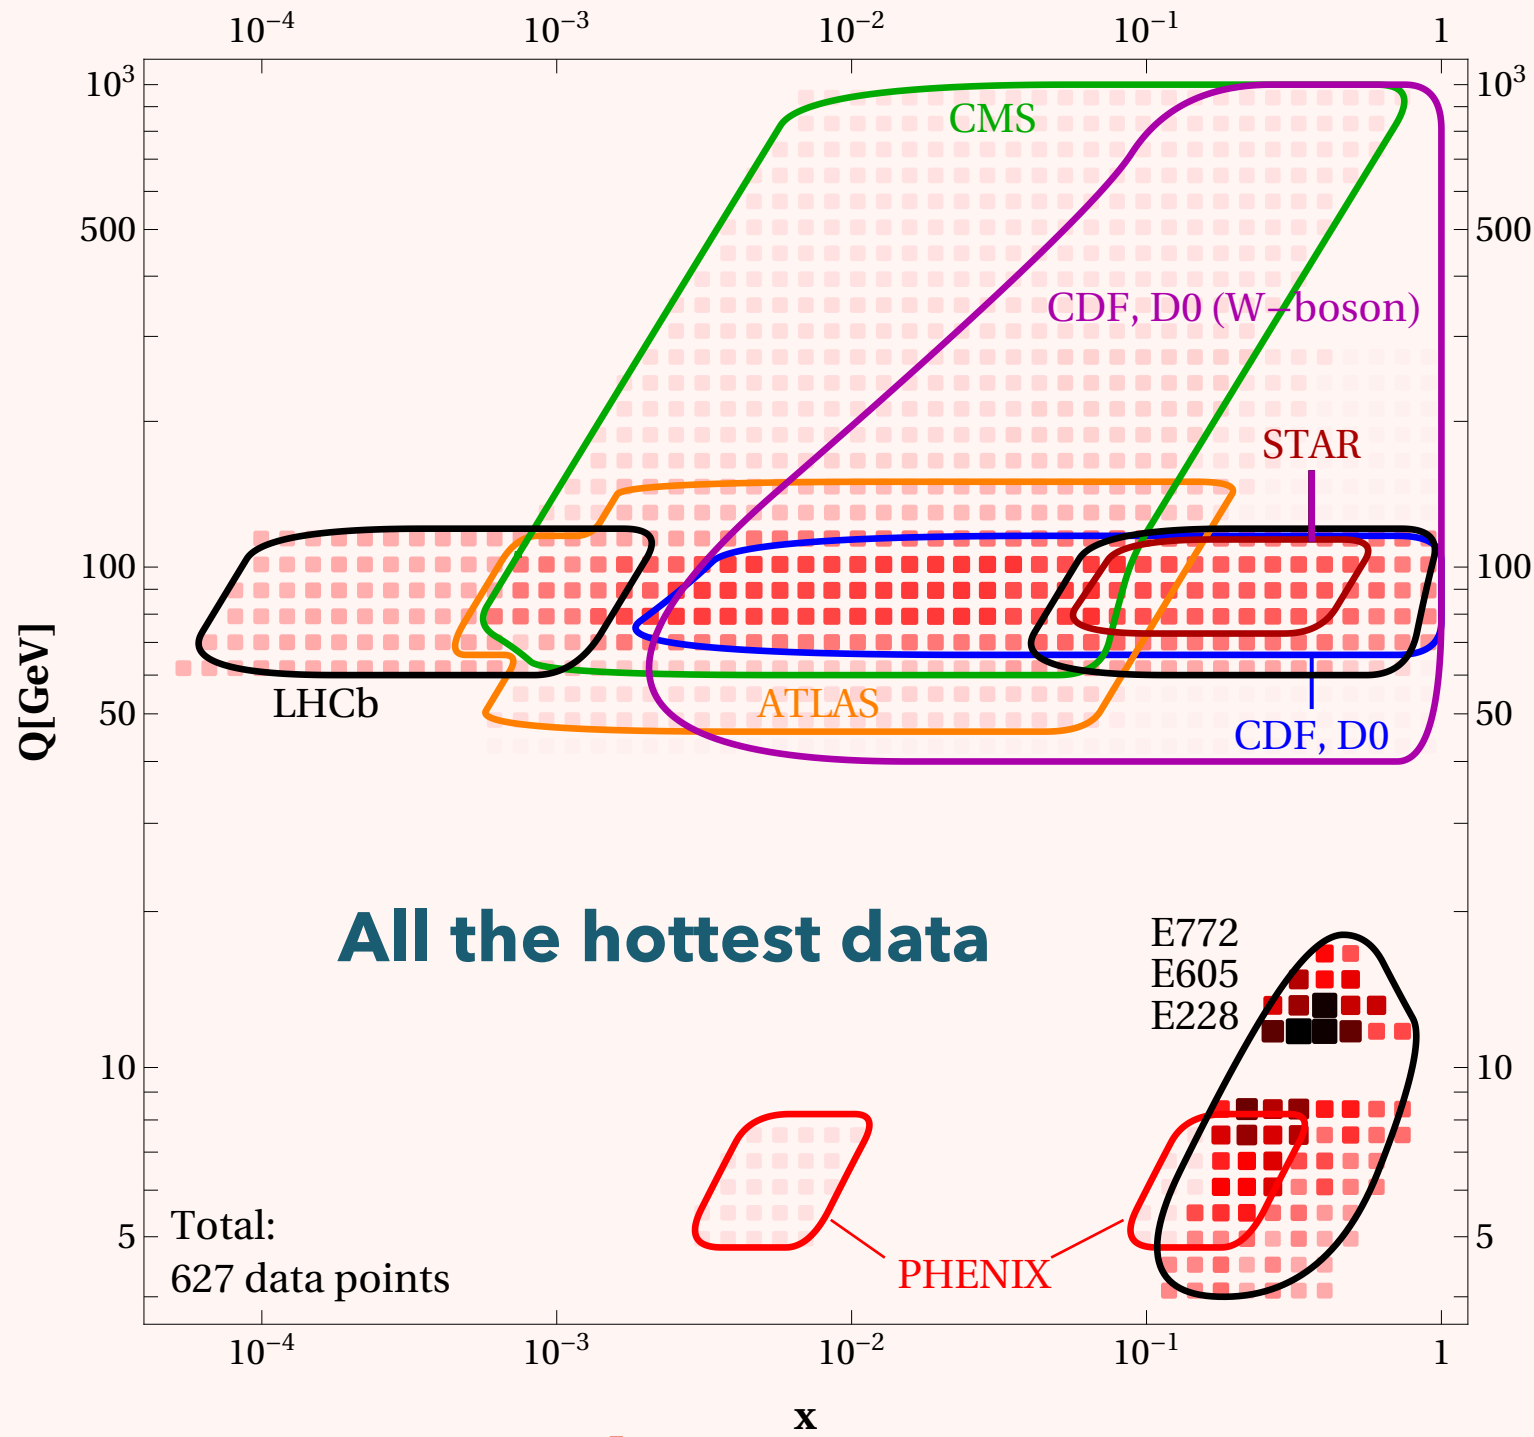 10⁻⁴ 10⁻³ 10⁻² 10⁻¹ 1
10³ 10³
CMS
500 500
CDF, D0 (W−boson)
STAR
100 100
Q[GeV]
LHCb ATLAS
50 50
CDF, D0
All the hottest data
E772
E605
E228
10 10
Total:
5 5
PHENIX
627 data points
10⁻⁴ 10⁻³ 10⁻² 10⁻¹ 1
x